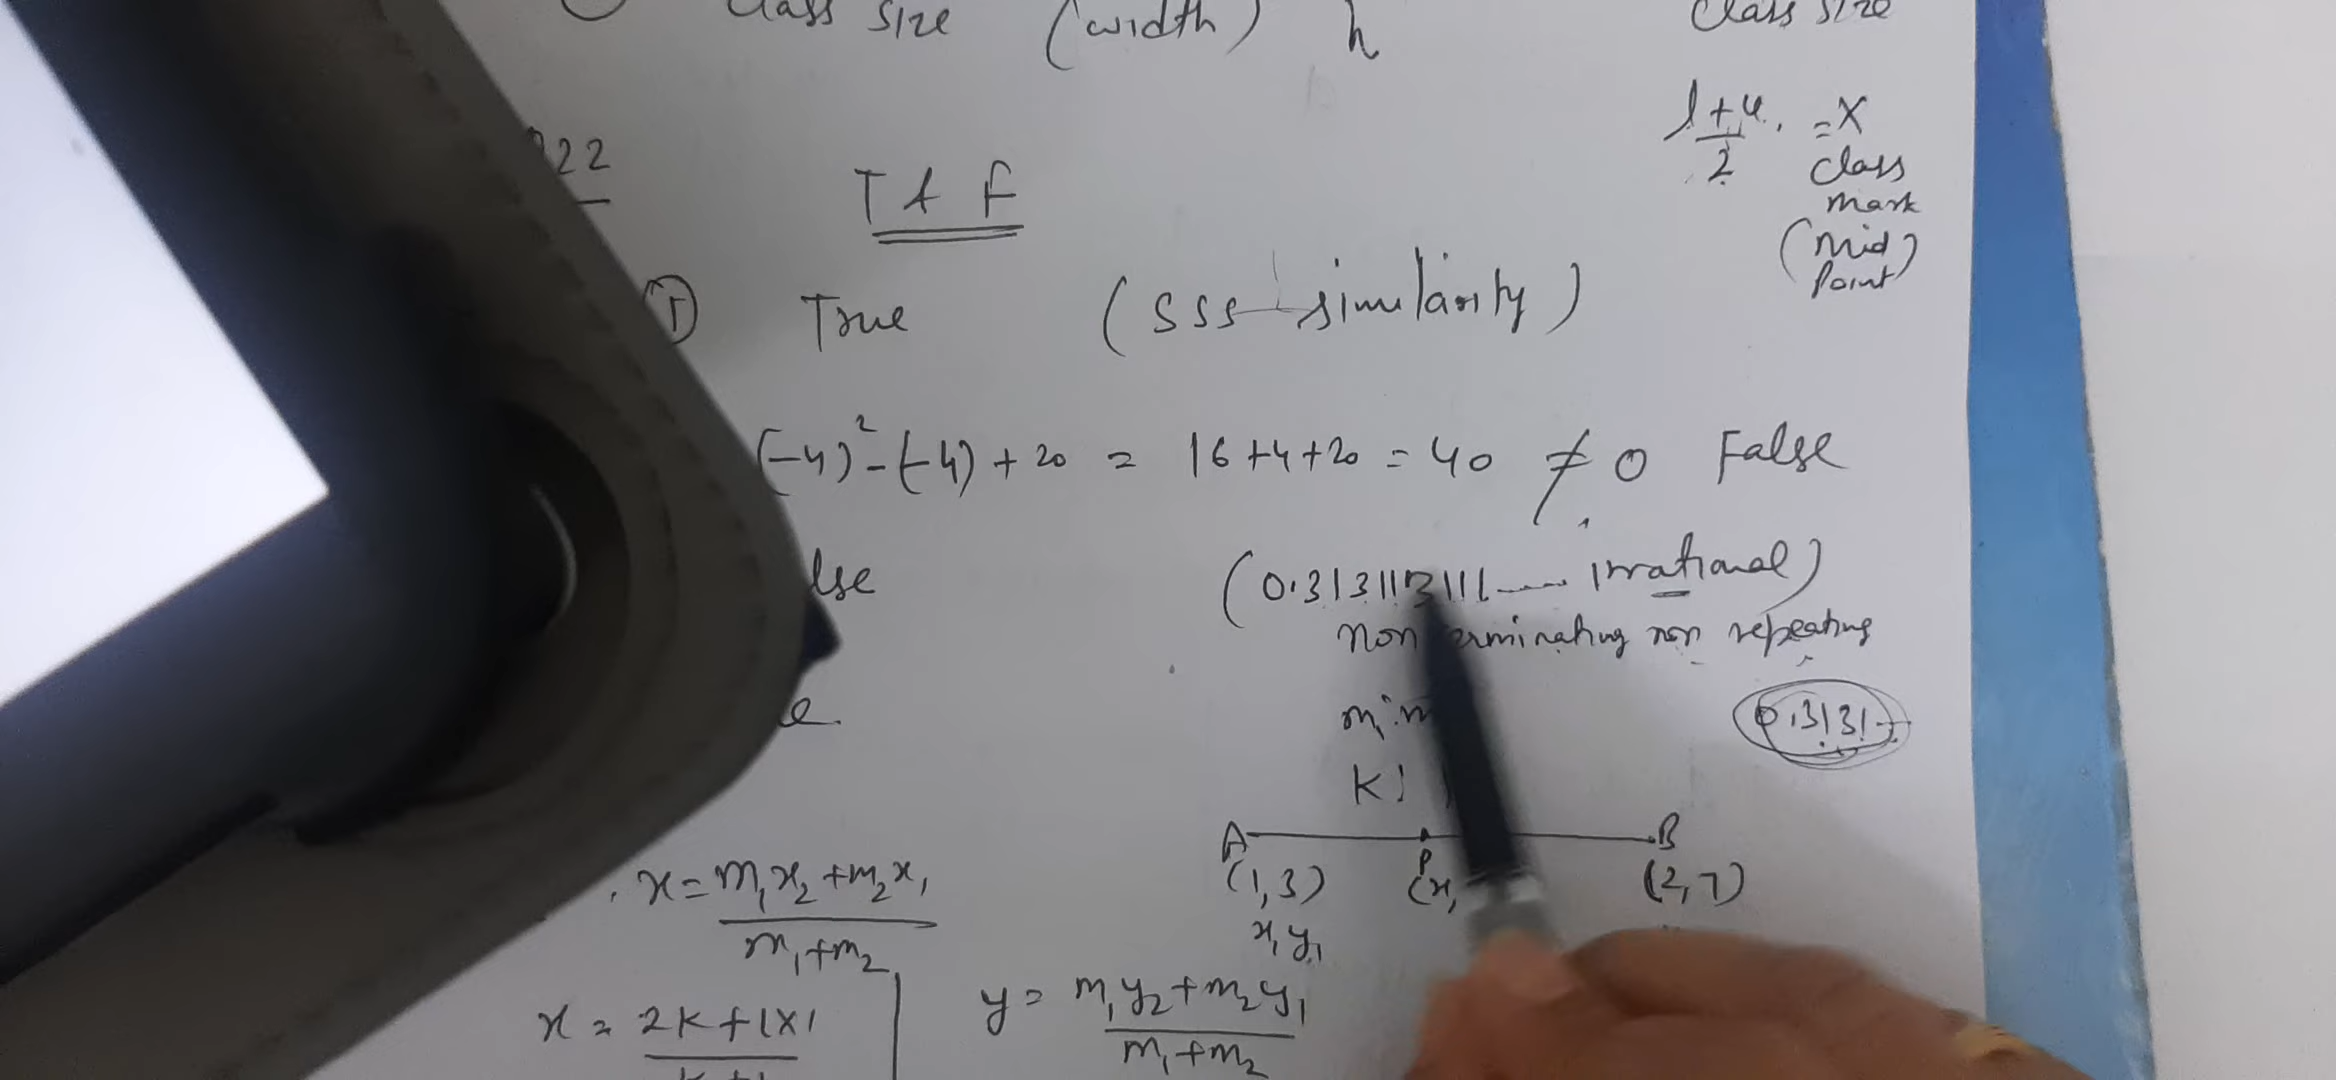 class size (width) h
class size
l+u/2 = x
class
mark
(mid
point)
22
T & F
① True (SSS similarity)
(-4)² - (-4) + 20 = 16 + 4 + 20 = 40 ≠ 0 False
lse (0.313113111..... irrational)
non terminating non repeating
e
m₁:m
0.3131..
K:
A B
(1,3) P (2,7)
(x,
x₁ y₁
x = m₁x₂ + m₂x₁ / m₁ + m₂
y = m₁y₂ + m₂y₁ / m₁ + m₂
x = 2K + 1x1